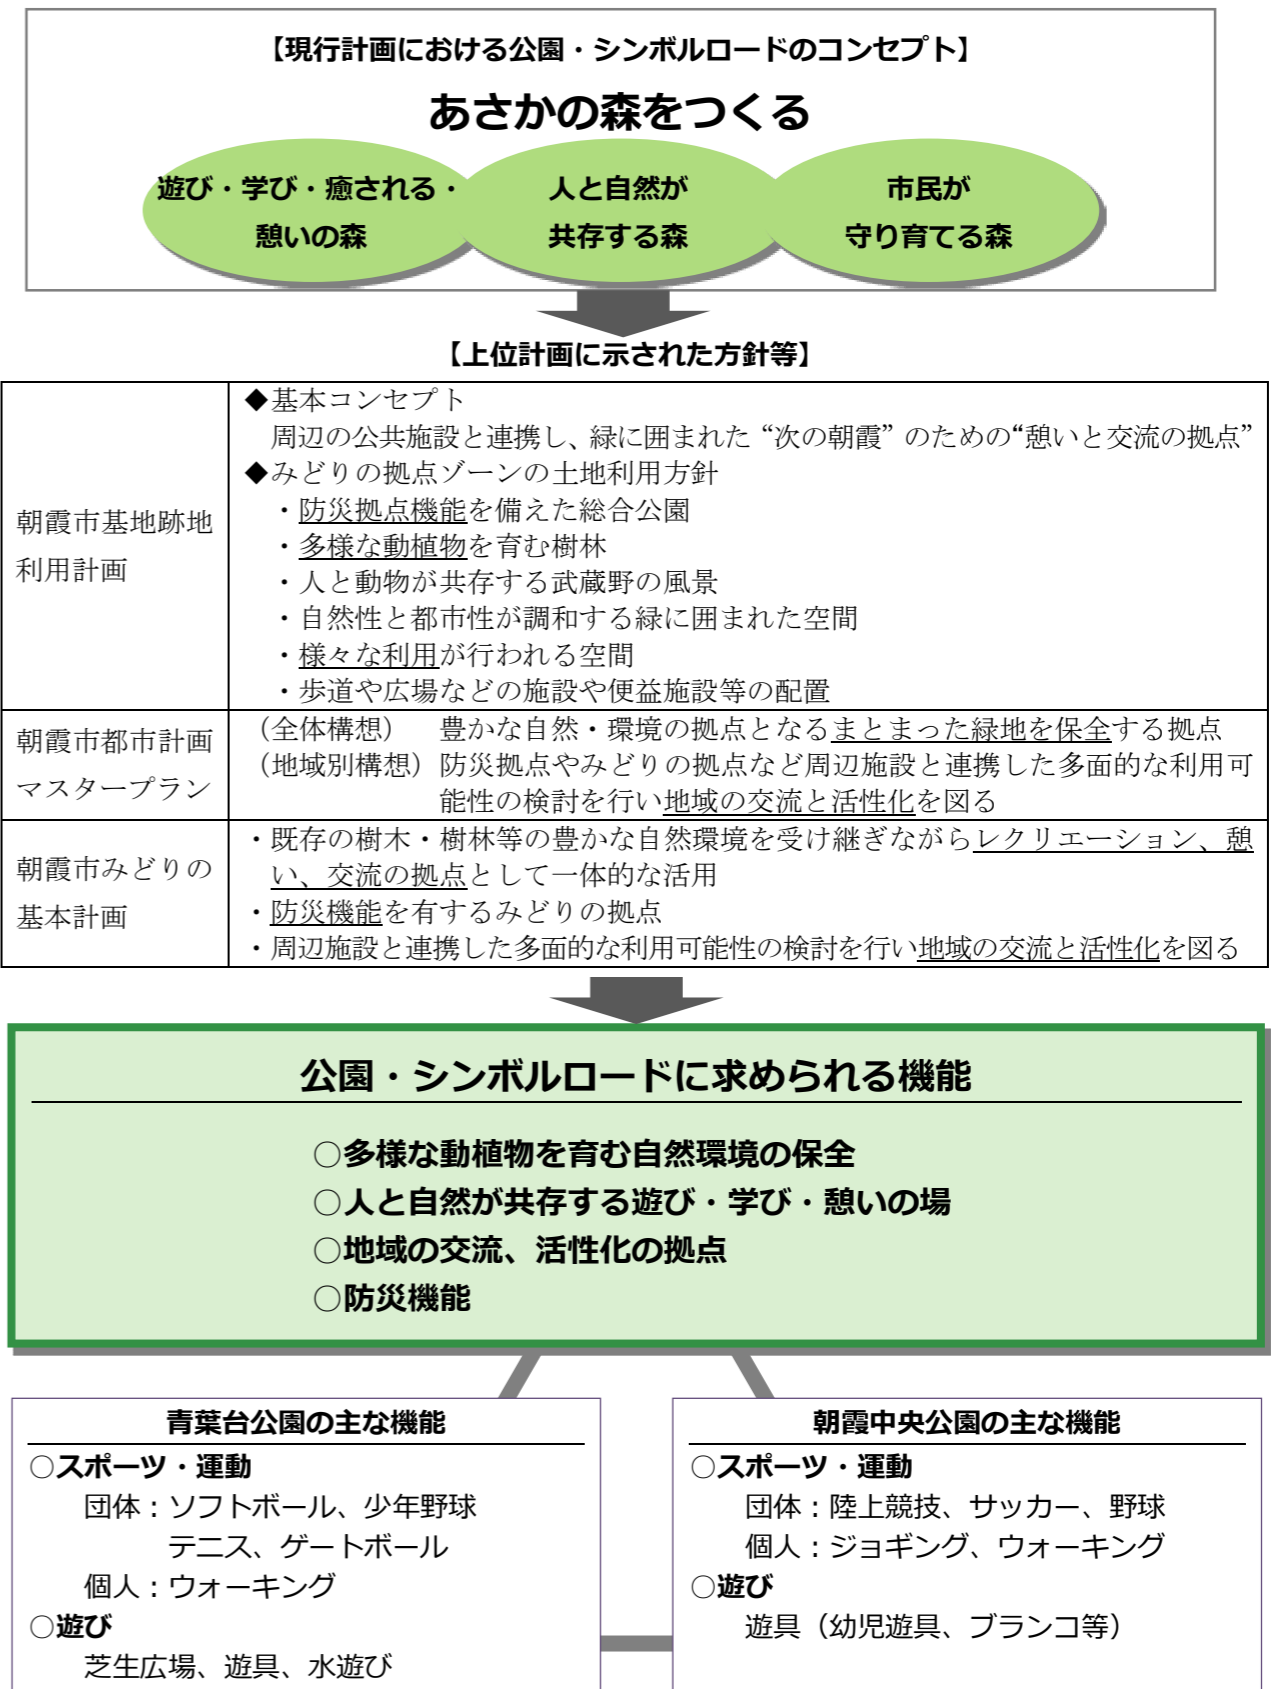 【現行計画における公園・シンボルロードのコンセプト】
あさかの森をつくる
遊び・学び・癒される・
憩いの森
人と自然が
共存する森
市民が
守り育てる森
【上位計画に示された方針等】
朝霞市基地跡地
利用計画
◆基本コンセプト
周辺の公共施設と連携し、緑に囲まれた“次の朝霞”のための“憩いと交流の拠点”
◆みどりの拠点ゾーンの土地利用方針
・防災拠点機能を備えた総合公園
・多様な動植物を育む樹林
・人と動物が共存する武蔵野の風景
・自然性と都市性が調和する緑に囲まれた空間
・様々な利用が行われる空間
・歩道や広場などの施設や便益施設等の配置
朝霞市都市計画
マスタープラン
（全体構想） 豊かな自然・環境の拠点となるまとまった緑地を保全する拠点
（地域別構想）防災拠点やみどりの拠点など周辺施設と連携した多面的な利用可
能性の検討を行い地域の交流と活性化を図る
朝霞市みどりの
基本計画
・既存の樹木・樹林等の豊かな自然環境を受け継ぎながらレクリエーション、憩
い、交流の拠点として一体的な活用
・防災機能を有するみどりの拠点
・周辺施設と連携した多面的な利用可能性の検討を行い地域の交流と活性化を図る
公園・シンボルロードに求められる機能
○多様な動植物を育む自然環境の保全
○人と自然が共存する遊び・学び・憩いの場
○地域の交流、活性化の拠点
○防災機能
青葉台公園の主な機能
○スポーツ・運動
団体：ソフトボール、少年野球
テニス、ゲートボール
個人：ウォーキング
○遊び
芝生広場、遊具、水遊び
朝霞中央公園の主な機能
○スポーツ・運動
団体：陸上競技、サッカー、野球
個人：ジョギング、ウォーキング
○遊び
遊具（幼児遊具、ブランコ等）